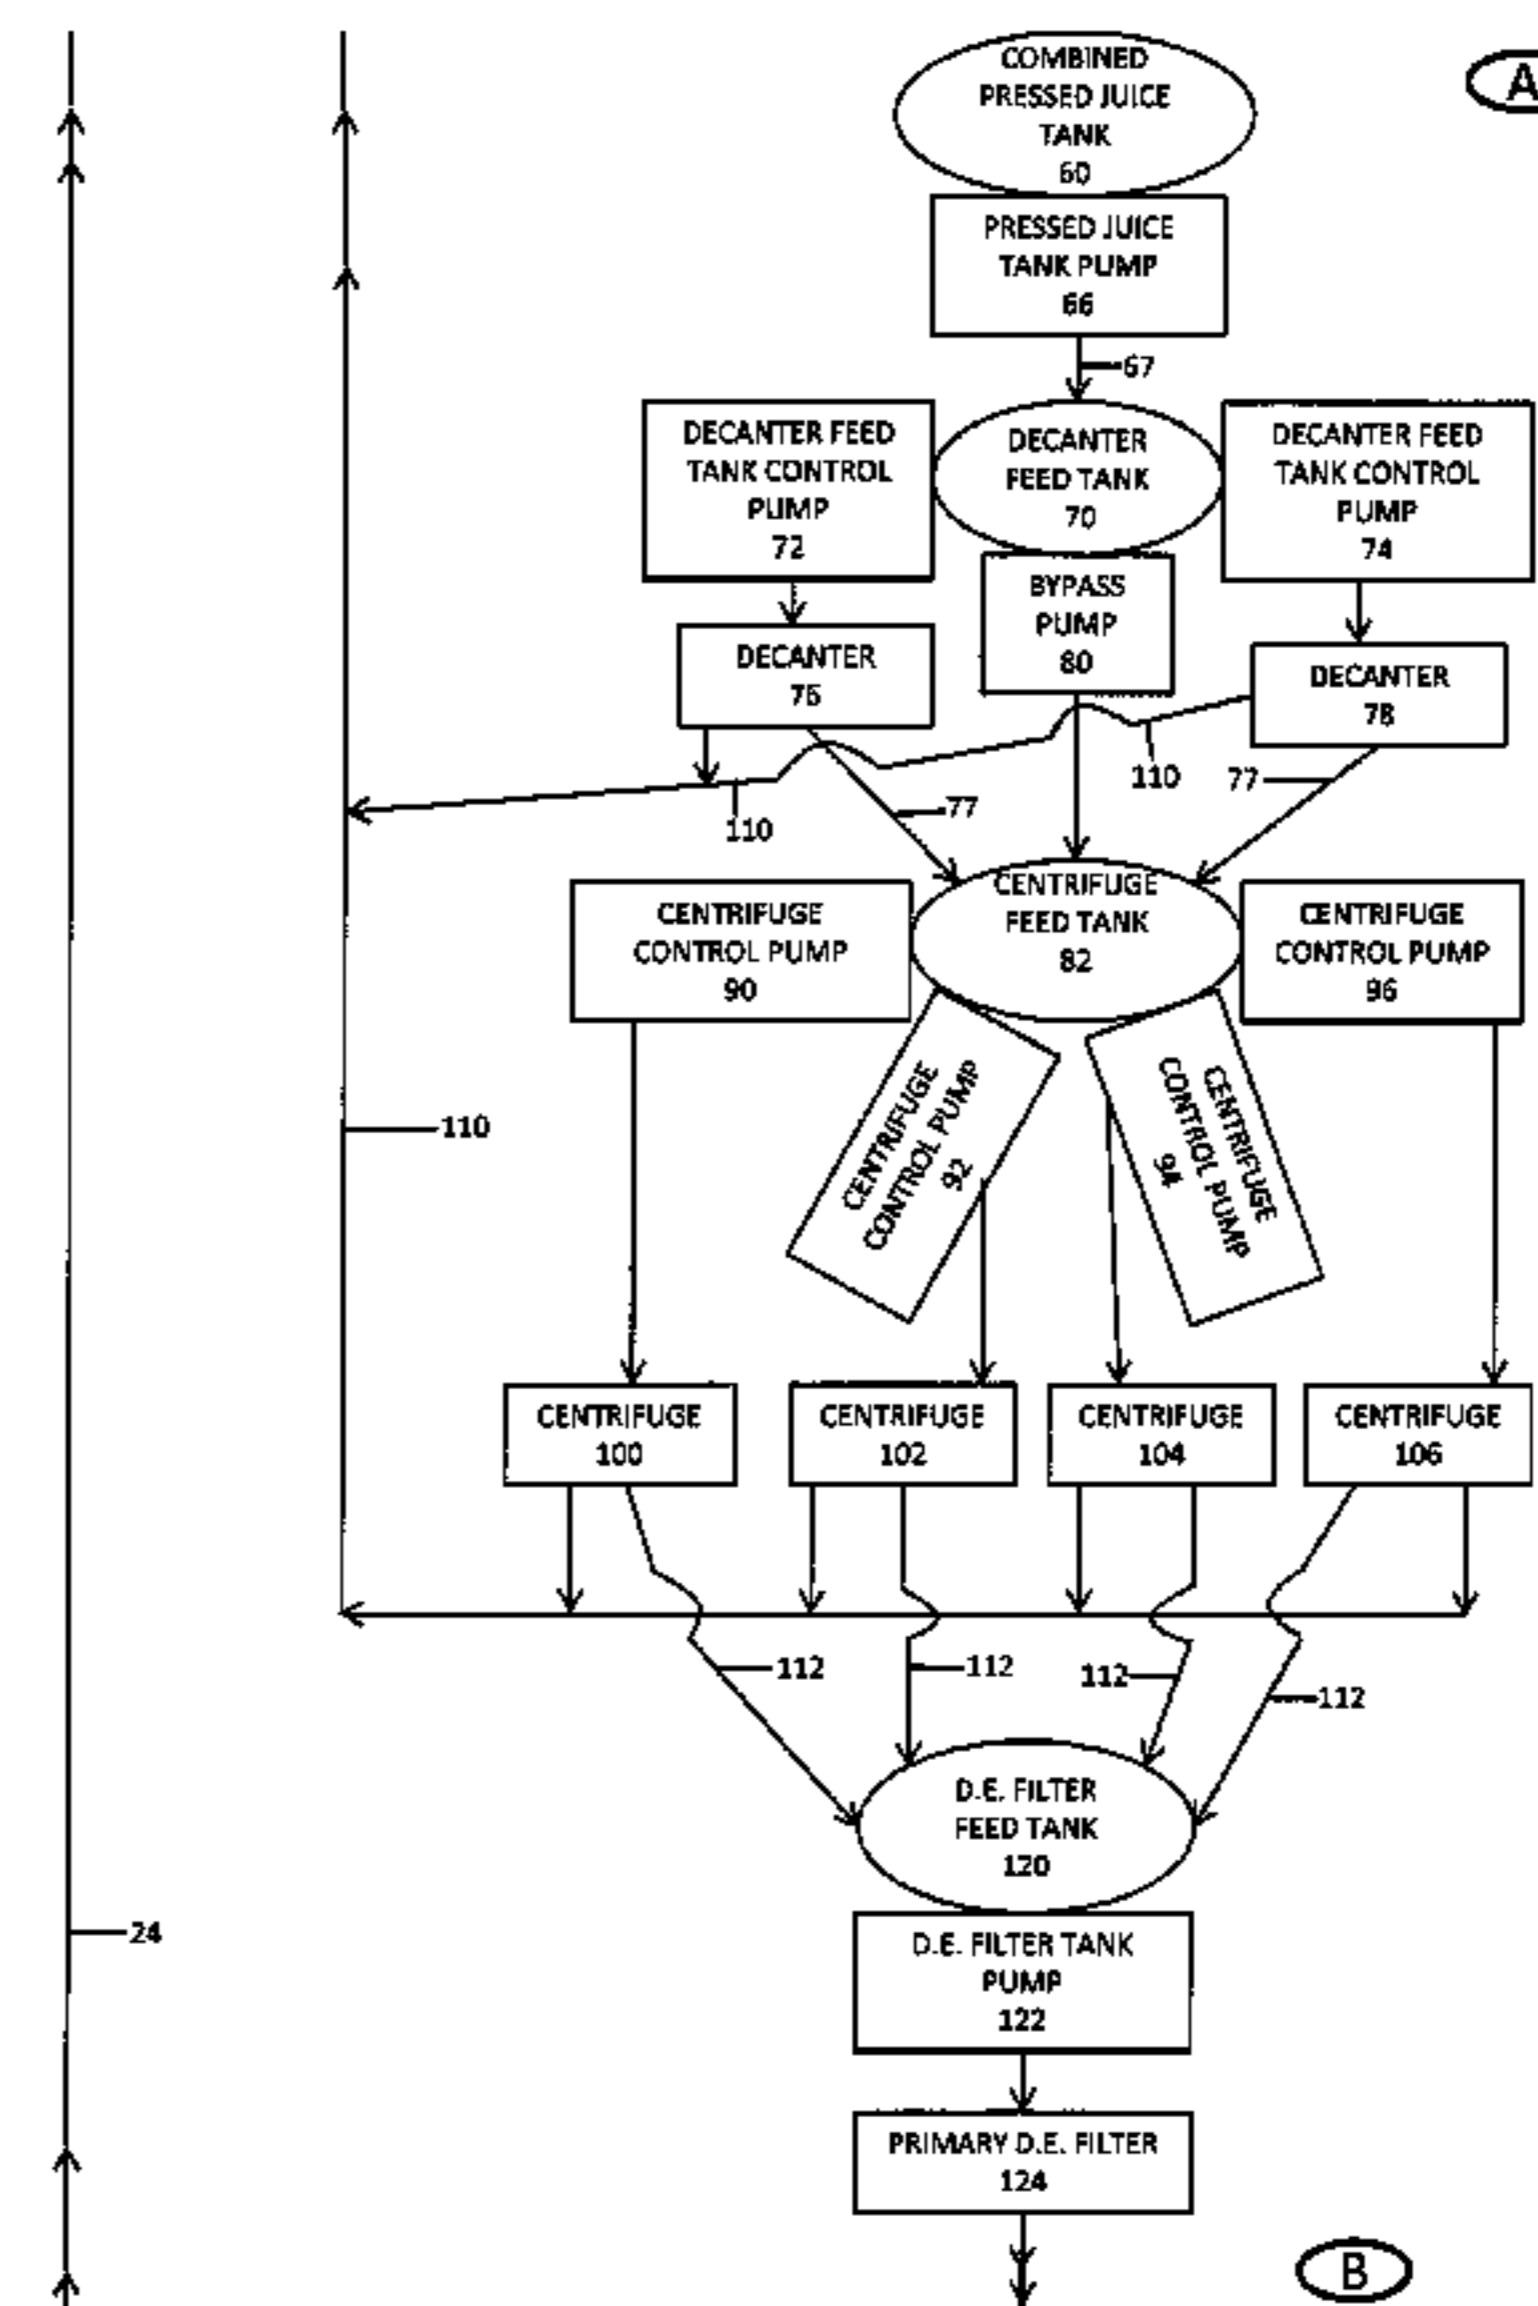 COMBINED
PRESSED JUICE
TANK
60
A
PRESSED JUICE
TANK PUMP
66
67
DECANTER FEED
TANK CONTROL
PUMP
72
DECANTER
FEED TANK
70
DECANTER FEED
TANK CONTROL
PUMP
74
BYPASS
PUMP
80
DECANTER
76
DECANTER
78
110
77
110
77
CENTRIFUGE
CONTROL PUMP
90
CENTRIFUGE
FEED TANK
82
CENTRIFUGE
CONTROL PUMP
96
CENTRIFUGE
CONTROL PUMP
92
CENTRIFUGE
CONTROL PUMP
94
110
CENTRIFUGE
100
CENTRIFUGE
102
CENTRIFUGE
104
CENTRIFUGE
106
112
112
112
112
D.E. FILTER
FEED TANK
120
24
D.E. FILTER TANK
PUMP
122
PRIMARY D.E. FILTER
124
B